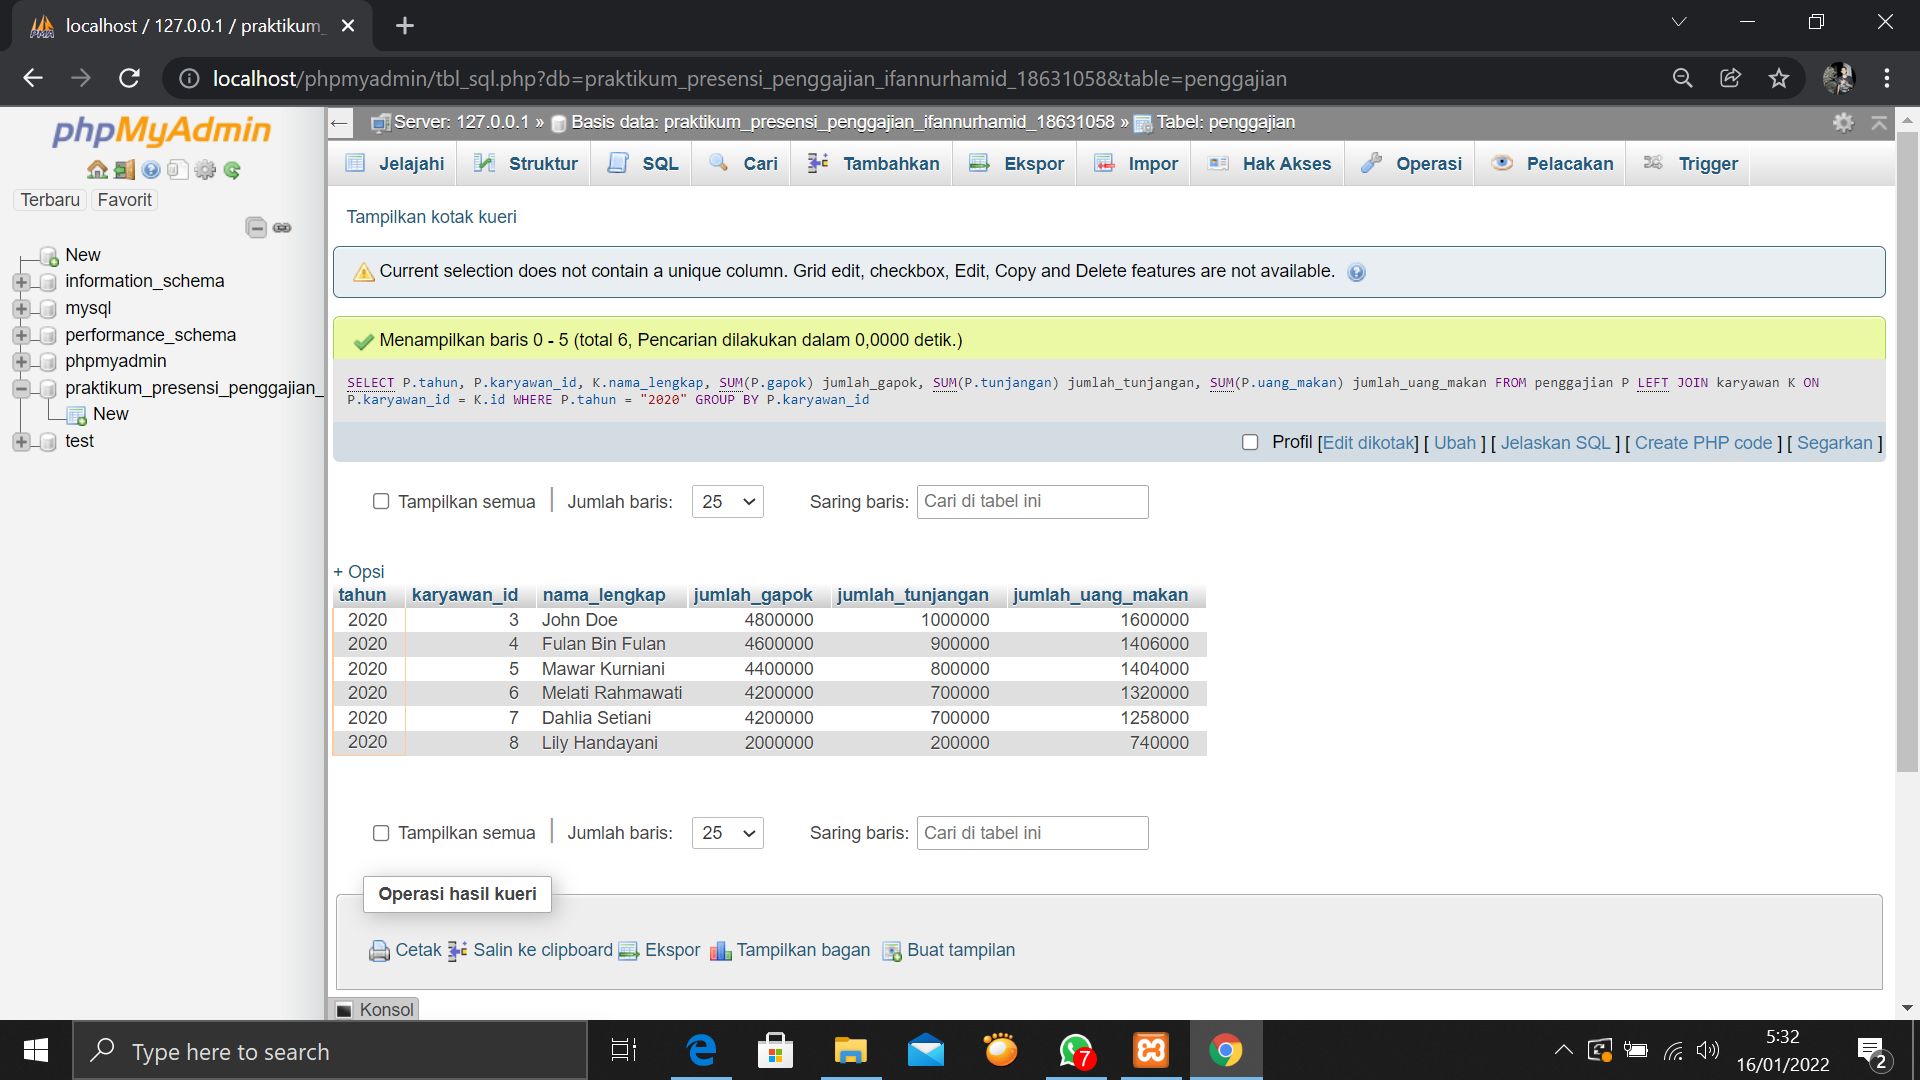 localhost / 127.0.0.1 / praktikum_
localhost/phpmyadmin/tbl_sql.php?db=praktikum_presensi_penggajian_ifannurhamid_18631058&table=penggajian
phpMyAdmin
Terbaru Favorit
New
information_schema
mysql
performance_schema
phpmyadmin
praktikum_presensi_penggajian_
New
test
Server: 127.0.0.1 » Basis data: praktikum_presensi_penggajian_ifannurhamid_18631058 » Tabel: penggajian
Jelajahi Struktur SQL Cari Tambahkan Ekspor Impor Hak Akses Operasi Pelacakan Trigger
Tampilkan kotak kueri
Current selection does not contain a unique column. Grid edit, checkbox, Edit, Copy and Delete features are not available.
Menampilkan baris 0 - 5 (total 6, Pencarian dilakukan dalam 0,0000 detik.)
SELECT P.tahun, P.karyawan_id, K.nama_lengkap, SUM(P.gapok) jumlah_gapok, SUM(P.tunjangan) jumlah_tunjangan, SUM(P.uang_makan) jumlah_uang_makan FROM penggajian P LEFT JOIN karyawan K ON
P.karyawan_id = K.id WHERE P.tahun = "2020" GROUP BY P.karyawan_id
Profil [Edit dikotak] [ Ubah ] [ Jelaskan SQL ] [ Create PHP code ] [ Segarkan ]
Tampilkan semua | Jumlah baris: 25 Saring baris: Cari di tabel ini
+ Opsi
tahun karyawan_id nama_lengkap jumlah_gapok jumlah_tunjangan jumlah_uang_makan
2020 3 John Doe 4800000 1000000 1600000
2020 4 Fulan Bin Fulan 4600000 900000 1406000
2020 5 Mawar Kurniani 4400000 800000 1404000
2020 6 Melati Rahmawati 4200000 700000 1320000
2020 7 Dahlia Setiani 4200000 700000 1258000
2020 8 Lily Handayani 2000000 200000 740000
Tampilkan semua | Jumlah baris: 25 Saring baris: Cari di tabel ini
Operasi hasil kueri
Cetak Salin ke clipboard Ekspor Tampilkan bagan Buat tampilan
Konsol
Type here to search
7
5:32
16/01/2022
2